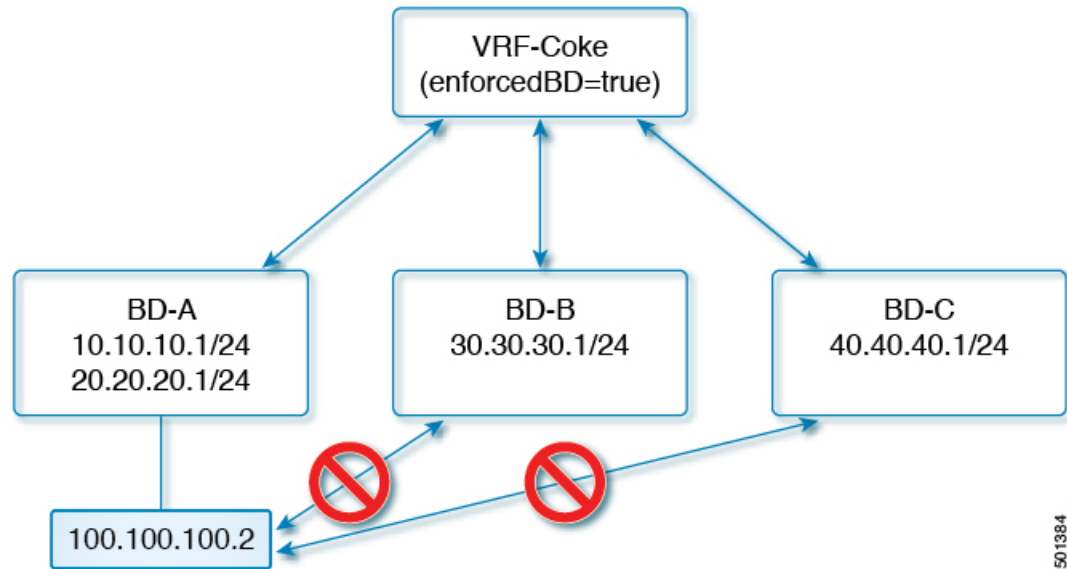 VRF-Coke
(enforcedBD=true)
BD-A
10.10.10.1/24
20.20.20.1/24
BD-B
30.30.30.1/24
BD-C
40.40.40.1/24
100.100.100.2
501384